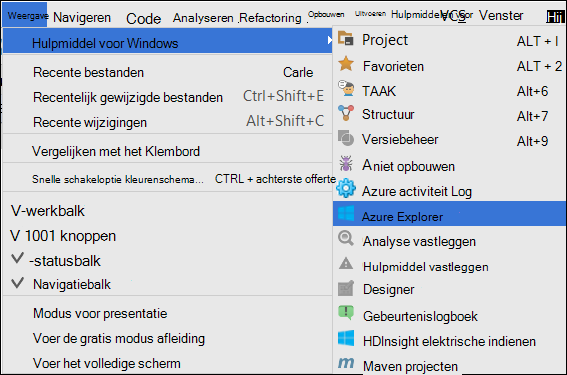 Weergave Navigeren Code Analyseren Refactoring Opbouwen Uitvoeren Hulpmiddelen voor VCS Venster
Hulpmiddel voor Windows
Recente bestanden Carle
Recentelijk gewijzigde bestanden Ctrl+Shift+E
Recente wijzigingen Alt+Shift+C
Vergelijken met het Klembord
Snelle schakeloptie kleurenschema... CTRL + achterste offerte
V-werkbalk
V 1001 knoppen
-statusbalk
Navigatiebalk
Modus voor presentatie
Voer de gratis modus afleiding
Voer het volledige scherm
Project ALT + I
Favorieten ALT + 2
TAAK Alt+6
Structuur Alt+7
Versiebeheer Alt+9
Aniet opbouwen
Azure activiteit Log
Azure Explorer
Analyse vastleggen
Hulpmiddel vastleggen
Designer
Gebeurtenislogboek
HDInsight elektrische indienen
Maven projecten